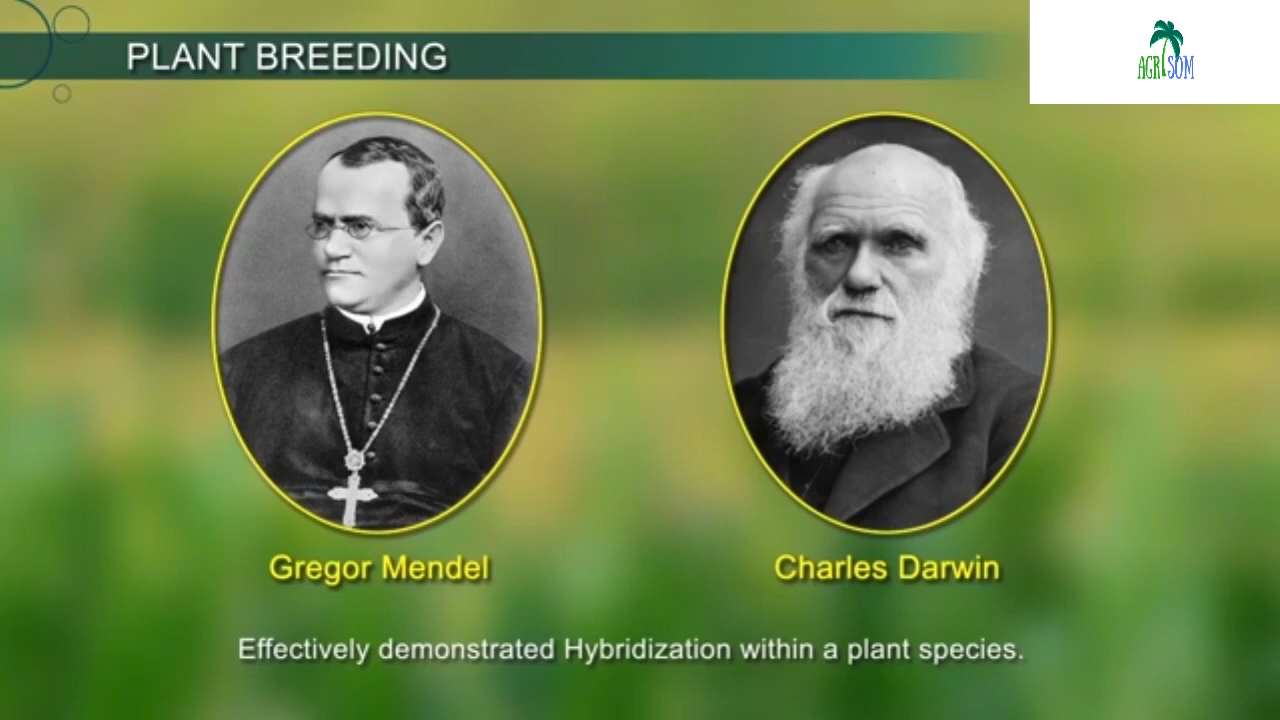 PLANT BREEDING
AGRISOM
Gregor Mendel
Charles Darwin
Effectively demonstrated Hybridization within a plant species.